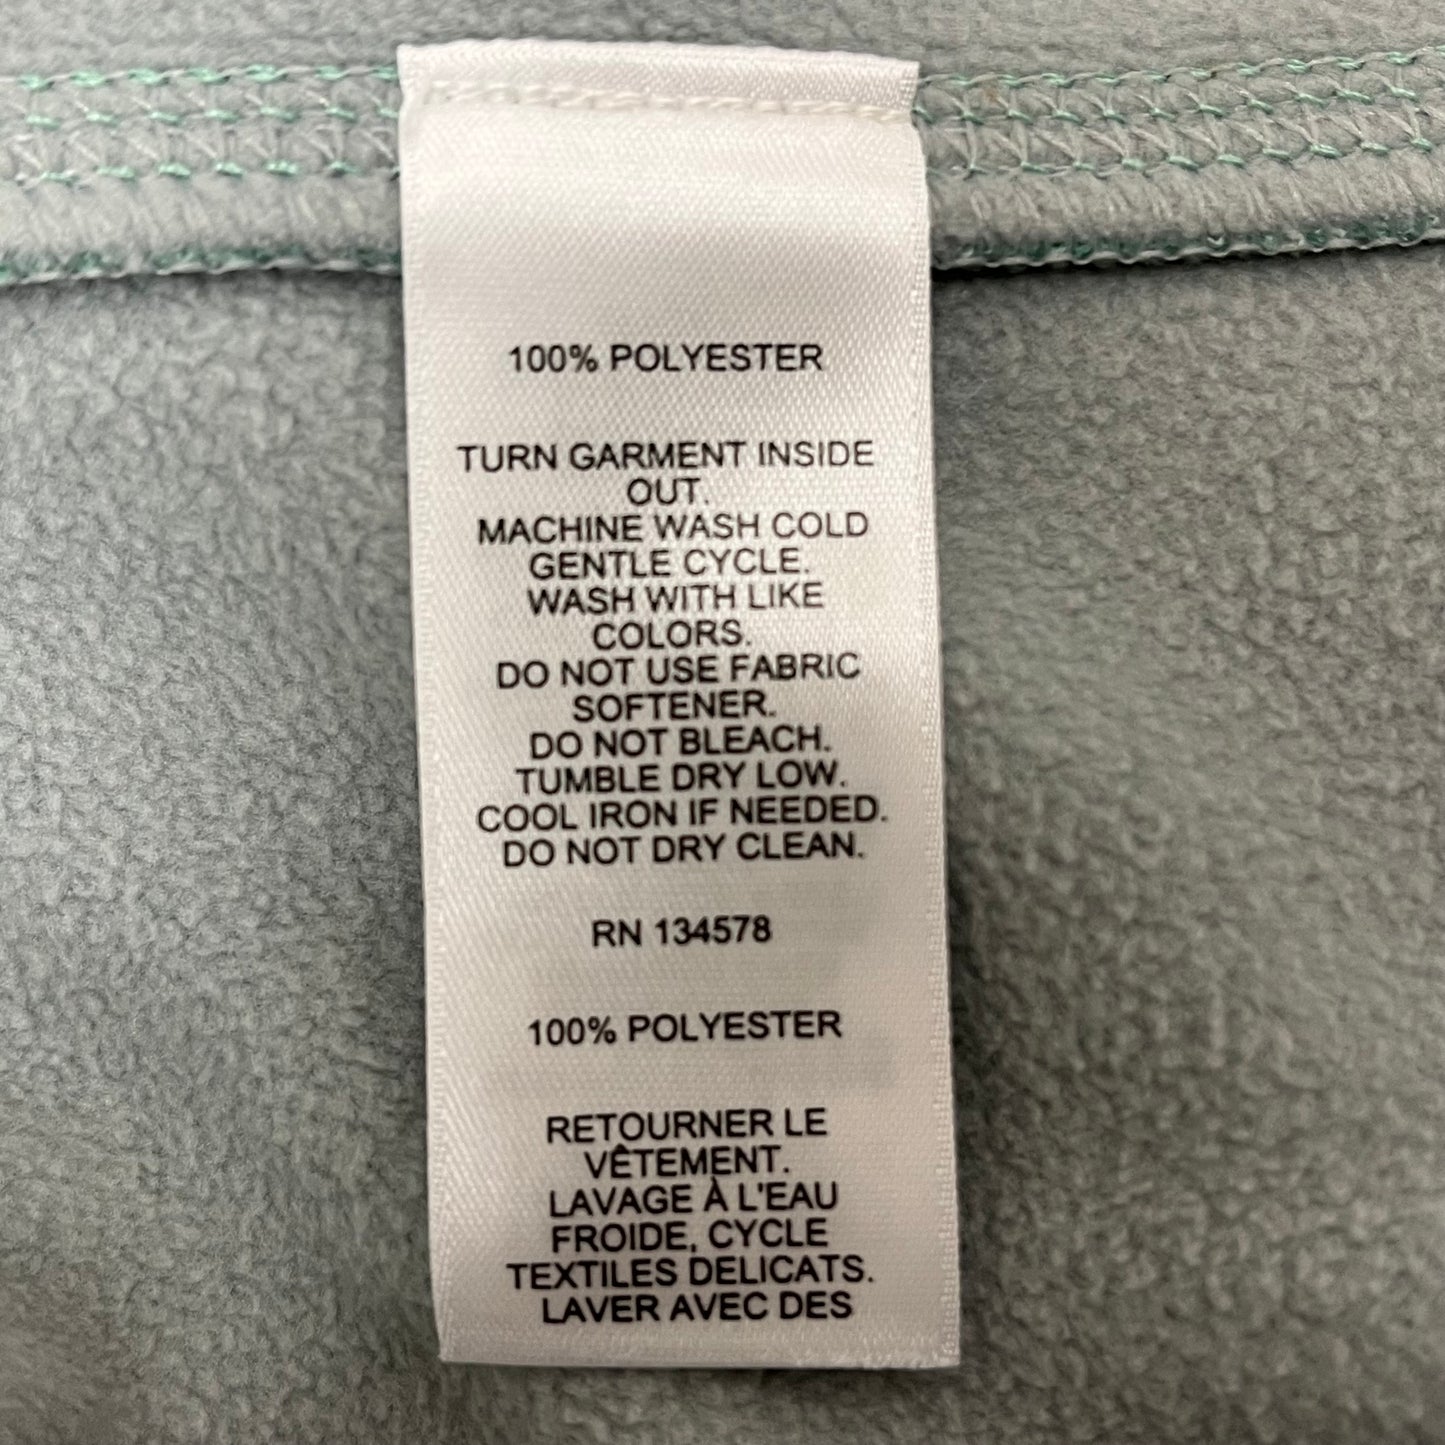 100% POLYESTER
TURN GARMENT INSIDE
OUT.
MACHINE WASH COLD
GENTLE CYCLE.
WASH WITH LIKE
COLORS.
DO NOT USE FABRIC
SOFTENER.
DO NOT BLEACH.
TUMBLE DRY LOW.
COOL IRON IF NEEDED.
DO NOT DRY CLEAN.
RN 134578
100% POLYESTER
RETOURNER LE
VÊTEMENT.
LAVAGE À L'EAU
FROIDE, CYCLE
TEXTILES DELICATS.
LAVER AVEC DES